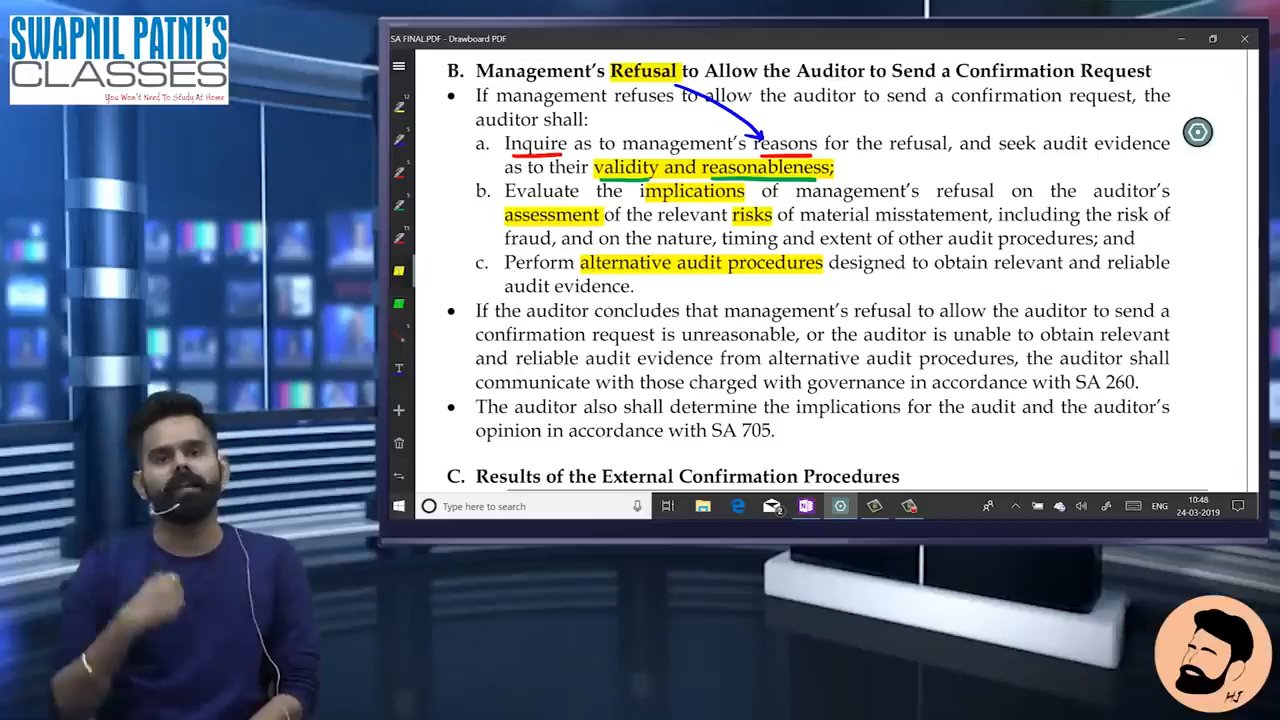 SWAPNIL PATNI'S
CLASSES
You Won't Need To Study At Home
SA FINAL.PDF - Drawboard PDF
B. Management's Refusal to Allow the Auditor to Send a Confirmation Request
• If management refuses to allow the auditor to send a confirmation request, the
auditor shall:
a. Inquire as to management's reasons for the refusal, and seek audit evidence
as to their validity and reasonableness;
b. Evaluate the implications of management's refusal on the auditor's
assessment of the relevant risks of material misstatement, including the risk of
fraud, and on the nature, timing and extent of other audit procedures; and
c. Perform alternative audit procedures designed to obtain relevant and reliable
audit evidence.
• If the auditor concludes that management's refusal to allow the auditor to send a
confirmation request is unreasonable, or the auditor is unable to obtain relevant
and reliable audit evidence from alternative audit procedures, the auditor shall
communicate with those charged with governance in accordance with SA 260.
• The auditor also shall determine the implications for the audit and the auditor's
opinion in accordance with SA 705.
C. Results of the External Confirmation Procedures
Type here to search
2
ENG
10:48
24-03-2019
HJ